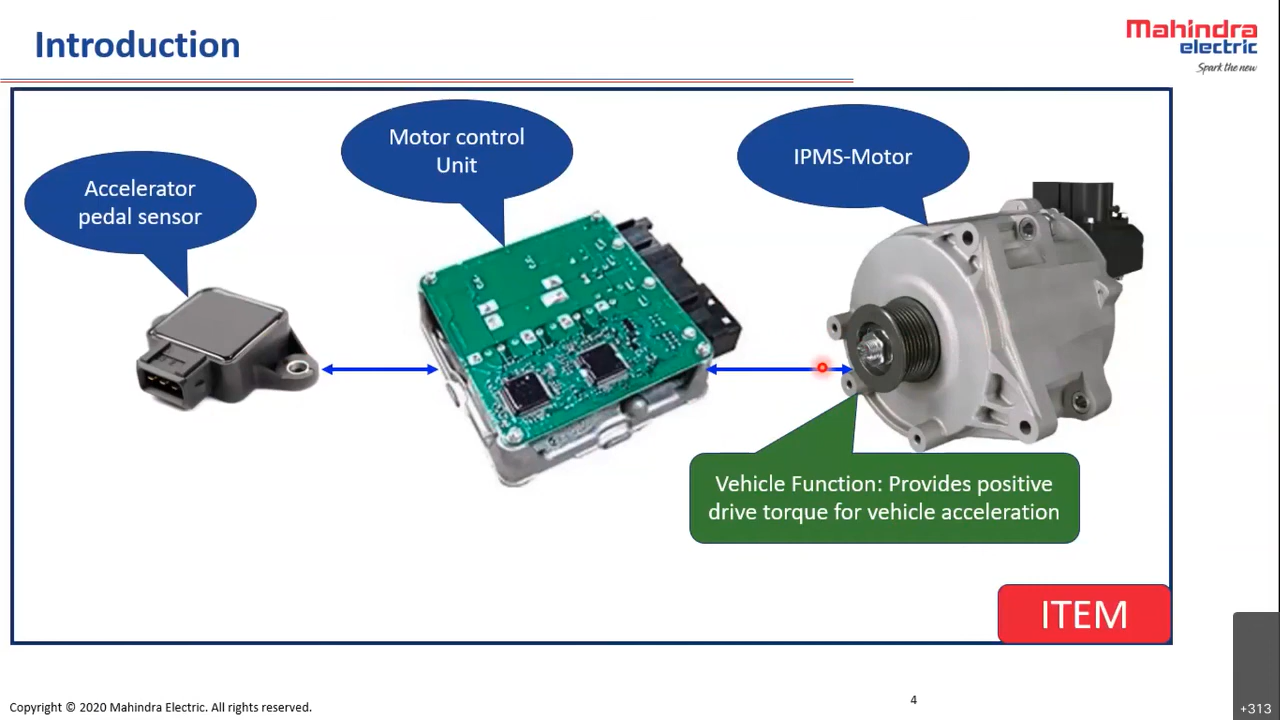 Introduction
Mahindra
electric
Spark the new
Accelerator
pedal sensor
Motor control
Unit
IPMS-Motor
Vehicle Function: Provides positive
drive torque for vehicle acceleration
ITEM
Copyright © 2020 Mahindra Electric. All rights reserved.
4
+313